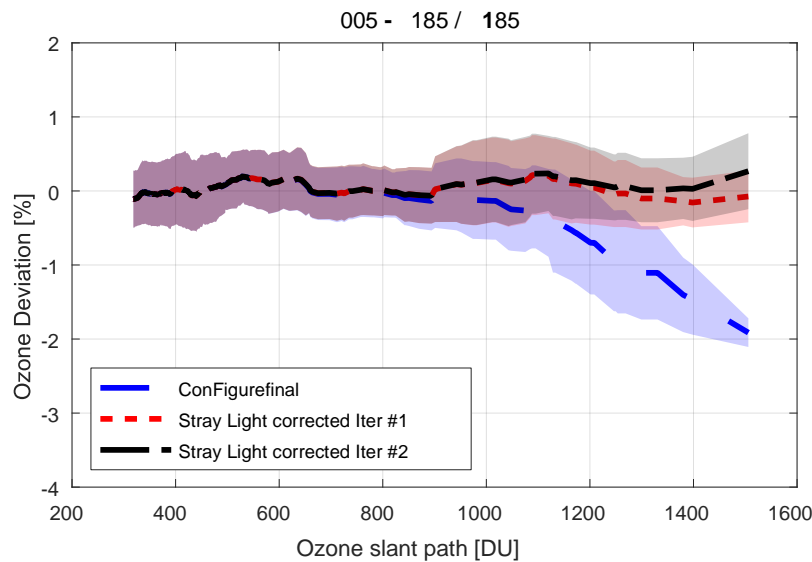 005 - 185 / 185
2
1
0
-1
-2
-3
-4
Ozone Deviation [%]
ConFigurefinal
Stray Light corrected Iter #1
Stray Light corrected Iter #2
200 400 600 800 1000 1200 1400 1600
Ozone slant path [DU]